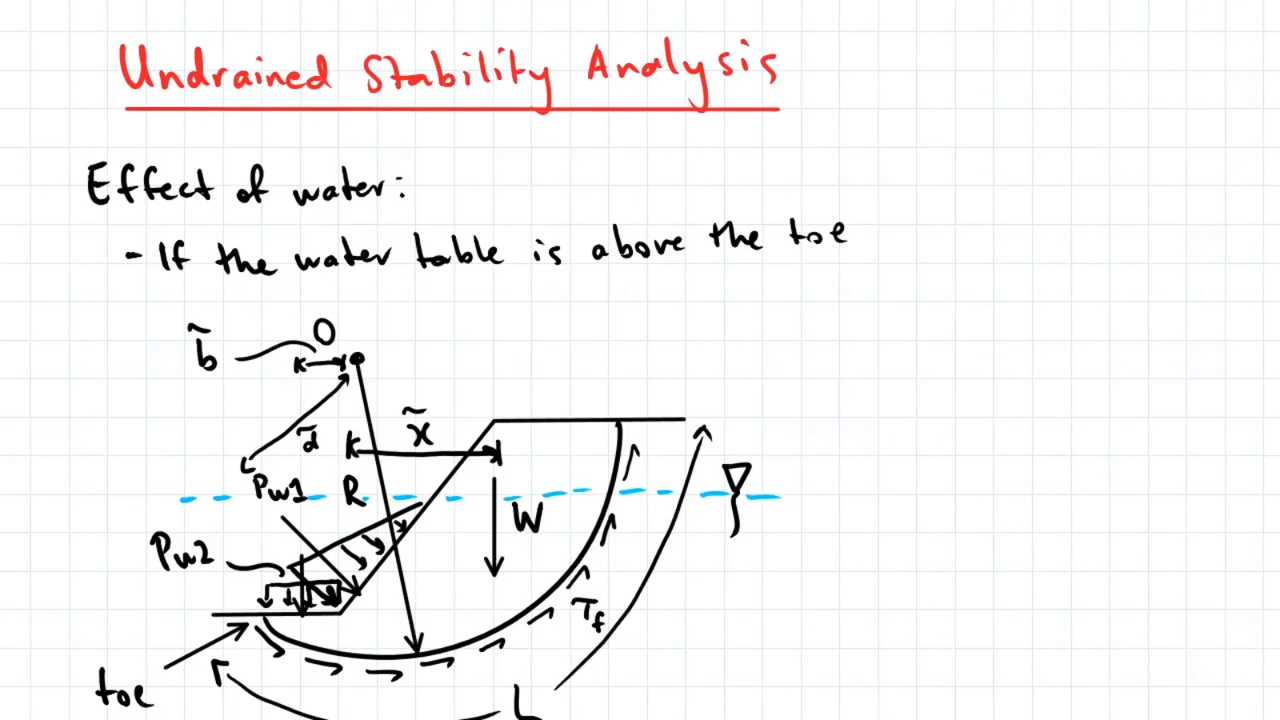 Undrained Stability Analysis
Effect of water:
- If the water table is above the toe
b̃
O
d̃
x̃
Pw1
R
W
Pw2
τf
toe
L